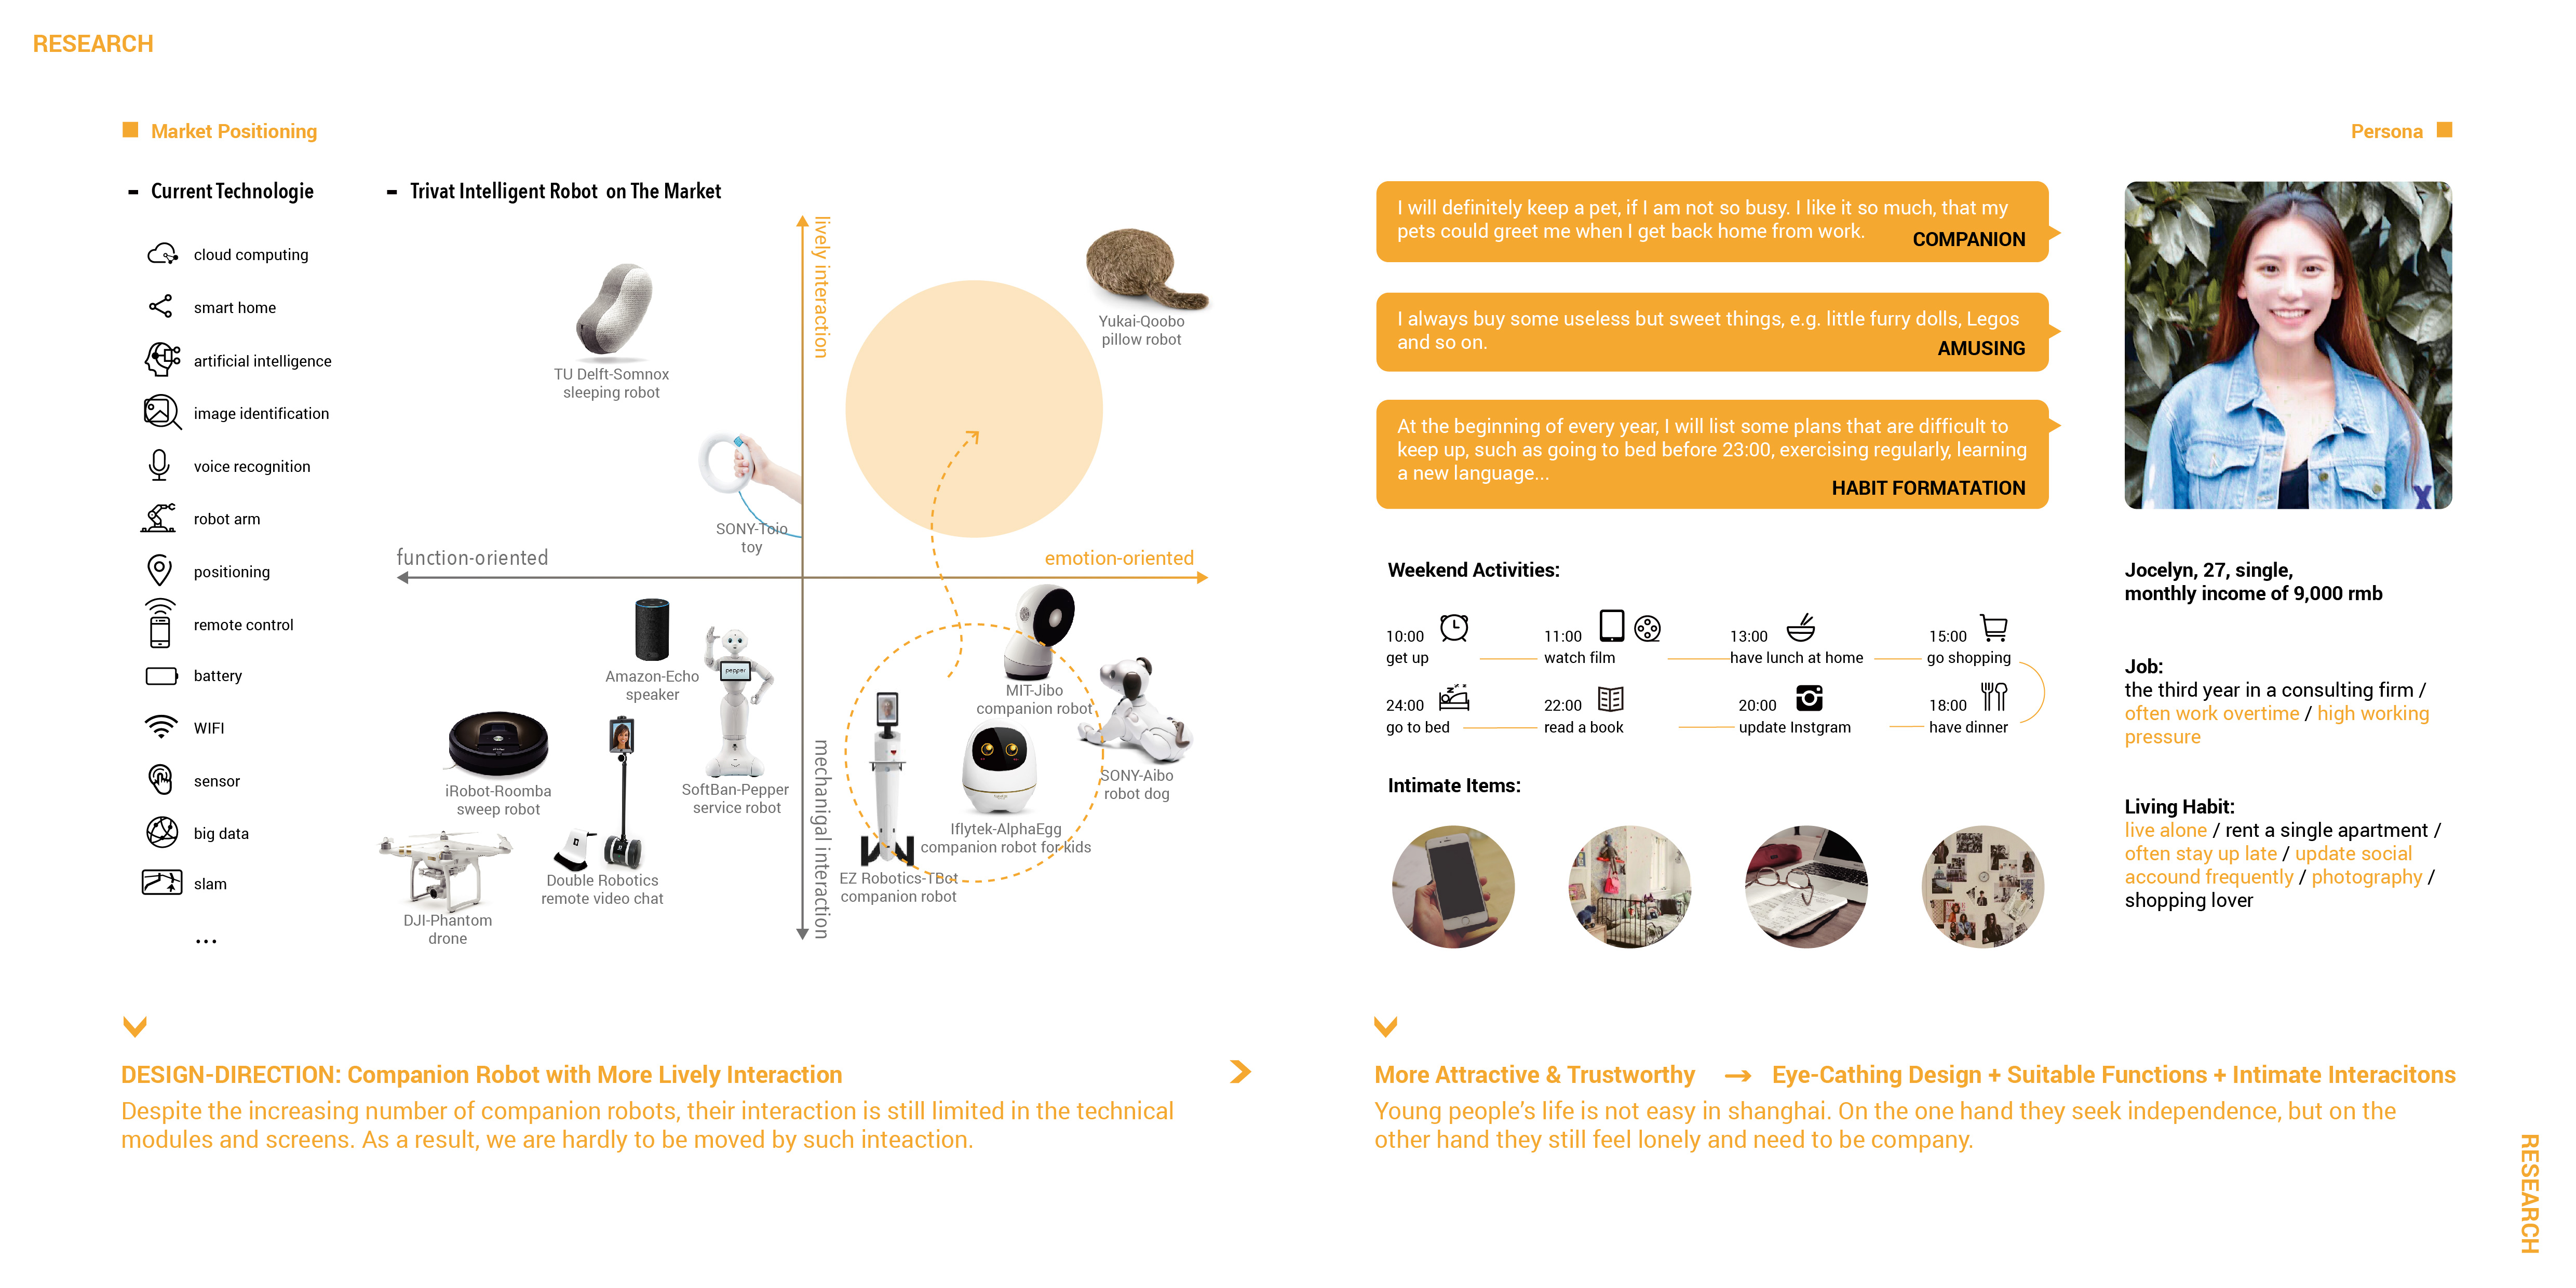 RESEARCH
Market Positioning
- Current Technologie
cloud computing
smart home
artificial intelligence
image identification
voice recognition
robot arm
positioning
remote control
battery
WIFI
sensor
big data
slam
...
- Trivat Intelligent Robot on The Market
lively interaction
mechanigal interaction
function-oriented
emotion-oriented
TU Delft-Somnox
sleeping robot
Yukai-Qoobo
pillow robot
SONY-Toio
toy
Amazon-Echo
speaker
pepper
SoftBan-Pepper
service robot
iRobot-Roomba
sweep robot
Double Robotics
remote video chat
DJI-Phantom
drone
MIT-Jibo
companion robot
SONY-Aibo
robot dog
Iflytek-AlphaEgg
companion robot for kids
EZ Robotics-TBot
companion robot
DESIGN-DIRECTION: Companion Robot with More Lively Interaction
Despite the increasing number of companion robots, their interaction is still limited in the technical
modules and screens. As a result, we are hardly to be moved by such inteaction.
Persona
I will definitely keep a pet, if I am not so busy. I like it so much, that my
pets could greet me when I get back home from work.
COMPANION
I always buy some useless but sweet things, e.g. little furry dolls, Legos
and so on.
AMUSING
At the beginning of every year, I will list some plans that are difficult to
keep up, such as going to bed before 23:00, exercising regularly, learning
a new language...
HABIT FORMATATION
Weekend Activities:
10:00
get up
11:00
watch film
13:00
have lunch at home
15:00
go shopping
18:00
have dinner
20:00
update Instgram
22:00
read a book
24:00
go to bed
Intimate Items:
Jocelyn, 27, single,
monthly income of 9,000 rmb
Job:
the third year in a consulting firm /
often work overtime / high working
pressure
Living Habit:
live alone / rent a single apartment /
often stay up late / update social
accound frequently / photography /
shopping lover
More Attractive & Trustworthy → Eye-Cathing Design + Suitable Functions + Intimate Interacitons
Young people's life is not easy in shanghai. On the one hand they seek independence, but on the
other hand they still feel lonely and need to be company.
RESEARCH